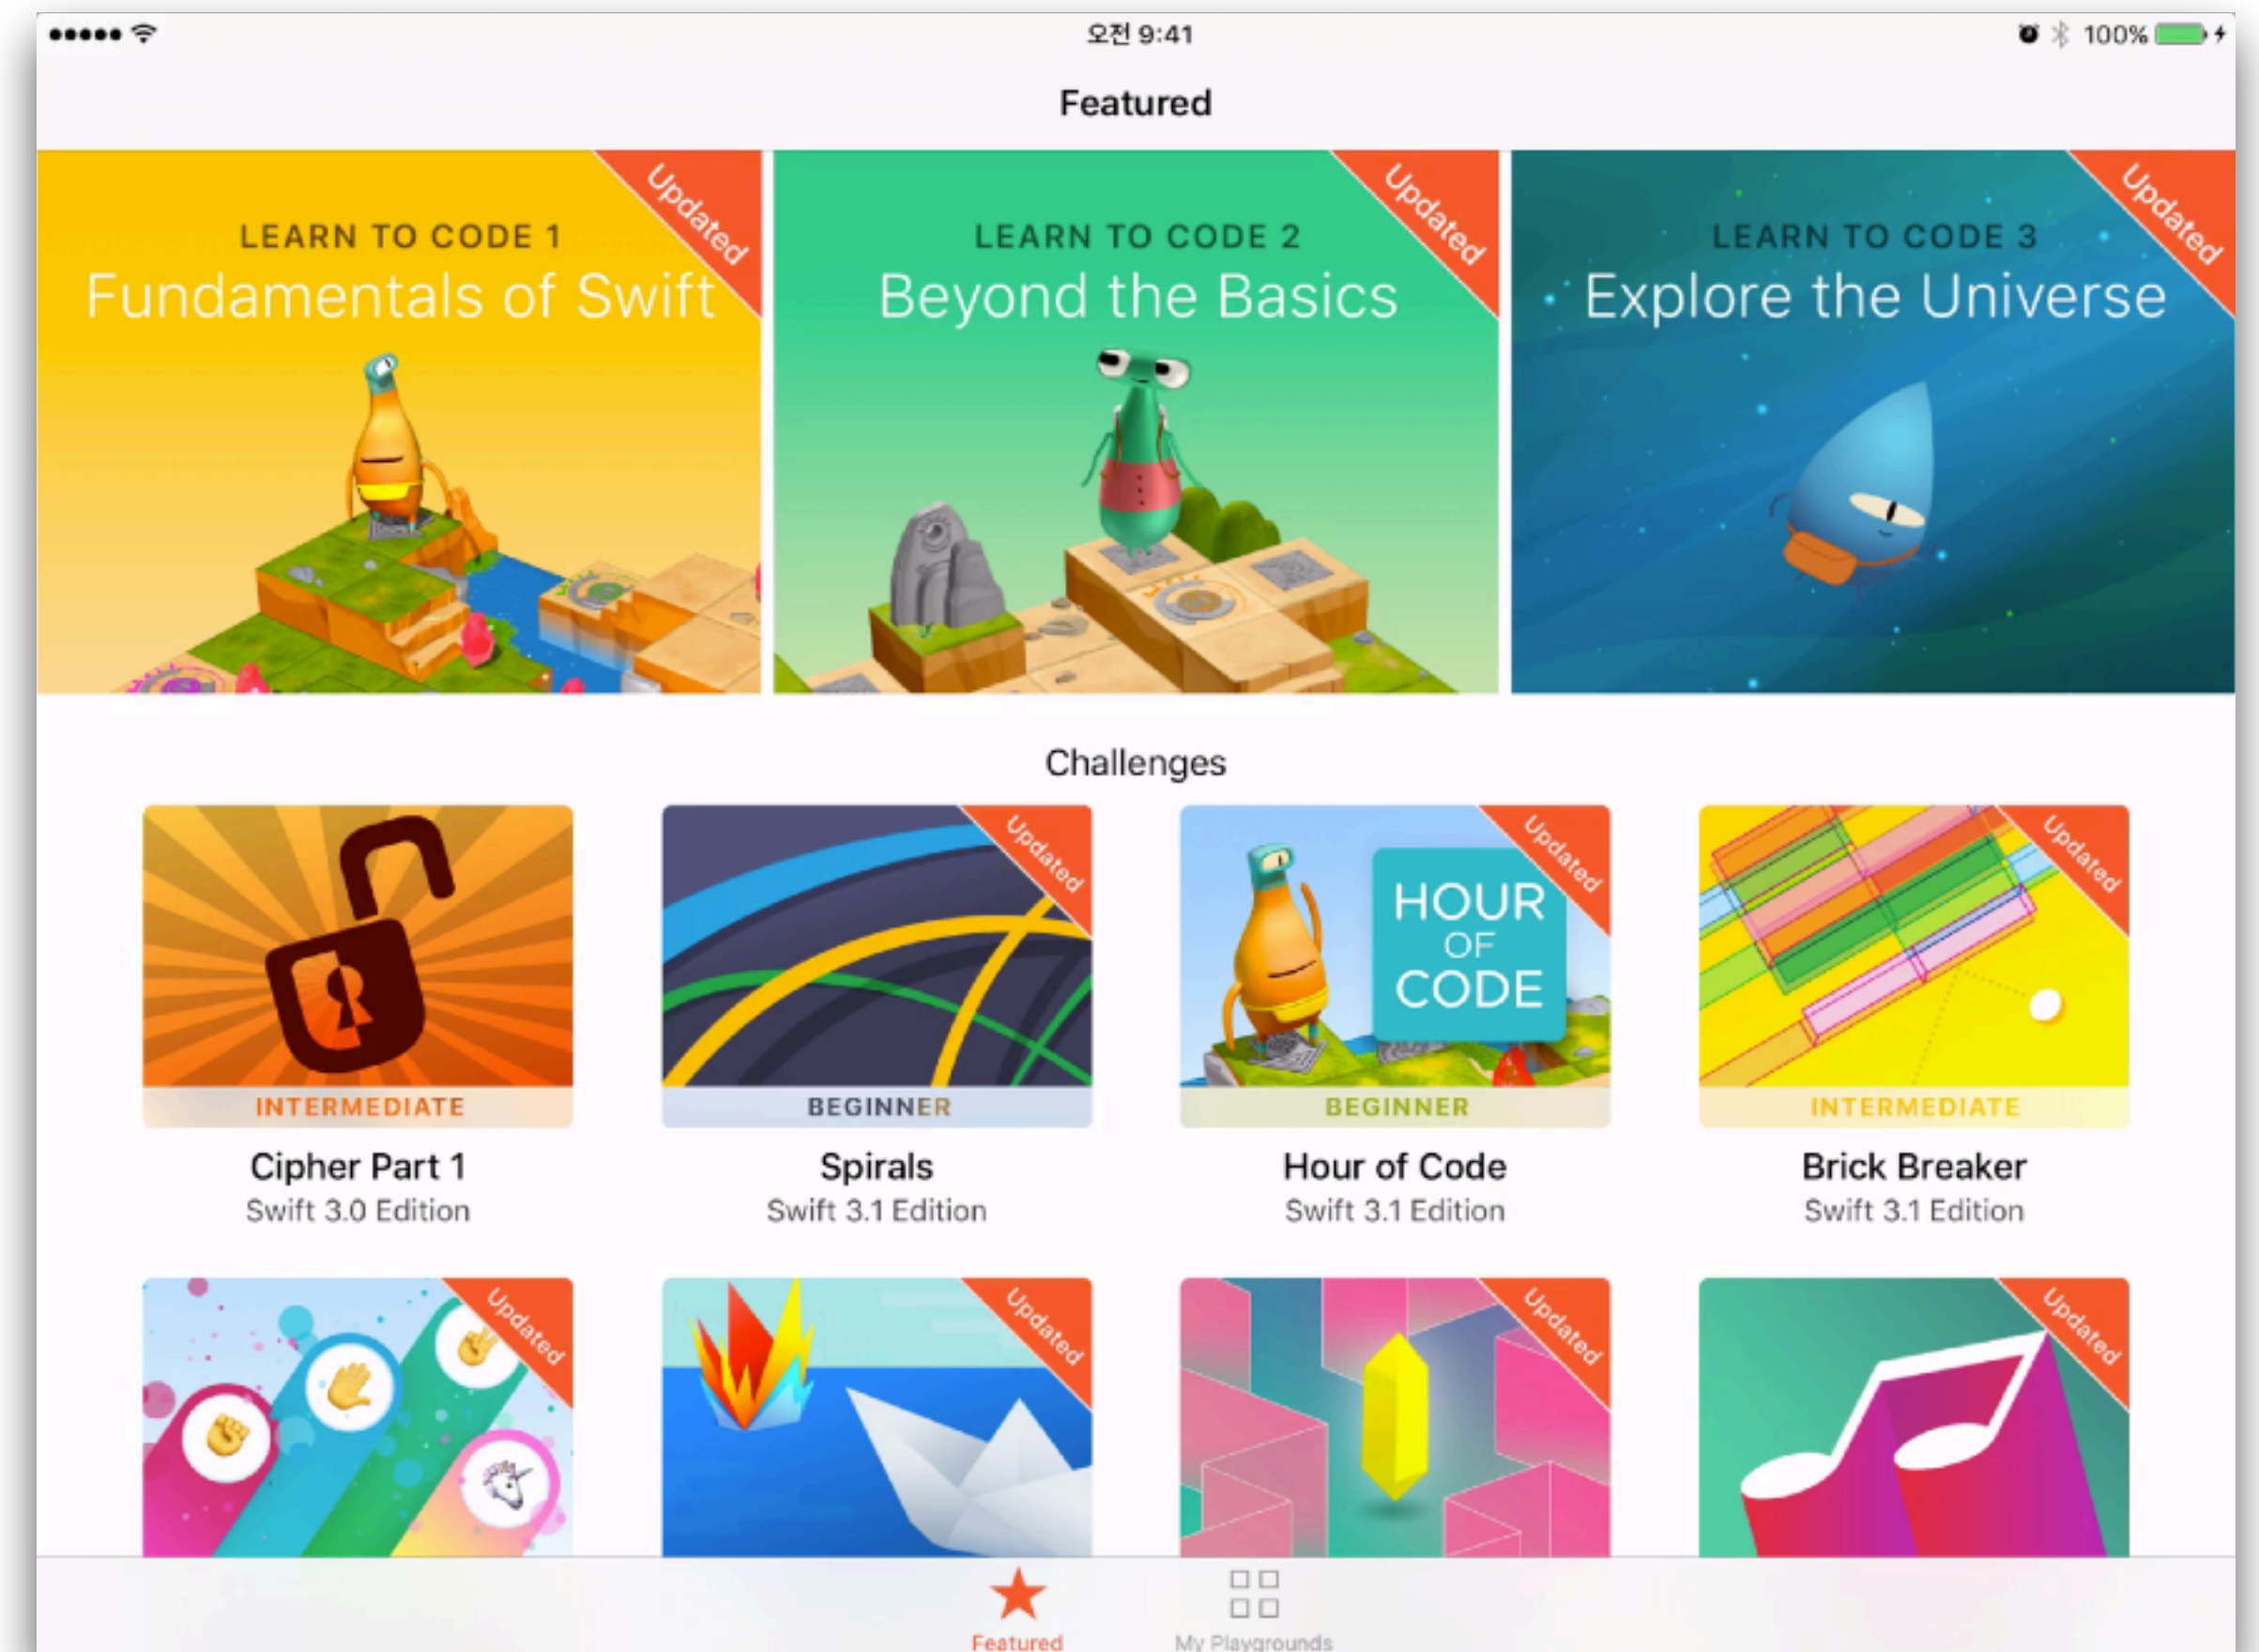 오전 9:41
100%
Featured
Updated
LEARN TO CODE 1
Fundamentals of Swift
Updated
LEARN TO CODE 2
Beyond the Basics
Updated
LEARN TO CODE 3
Explore the Universe
Challenges
INTERMEDIATE
Cipher Part 1
Swift 3.0 Edition
Updated
BEGINNER
Spirals
Swift 3.1 Edition
Updated
HOUR
OF
CODE
BEGINNER
Hour of Code
Swift 3.1 Edition
Updated
INTERMEDIATE
Brick Breaker
Swift 3.1 Edition
Updated
Updated
Updated
Updated
Featured
My Playgrounds